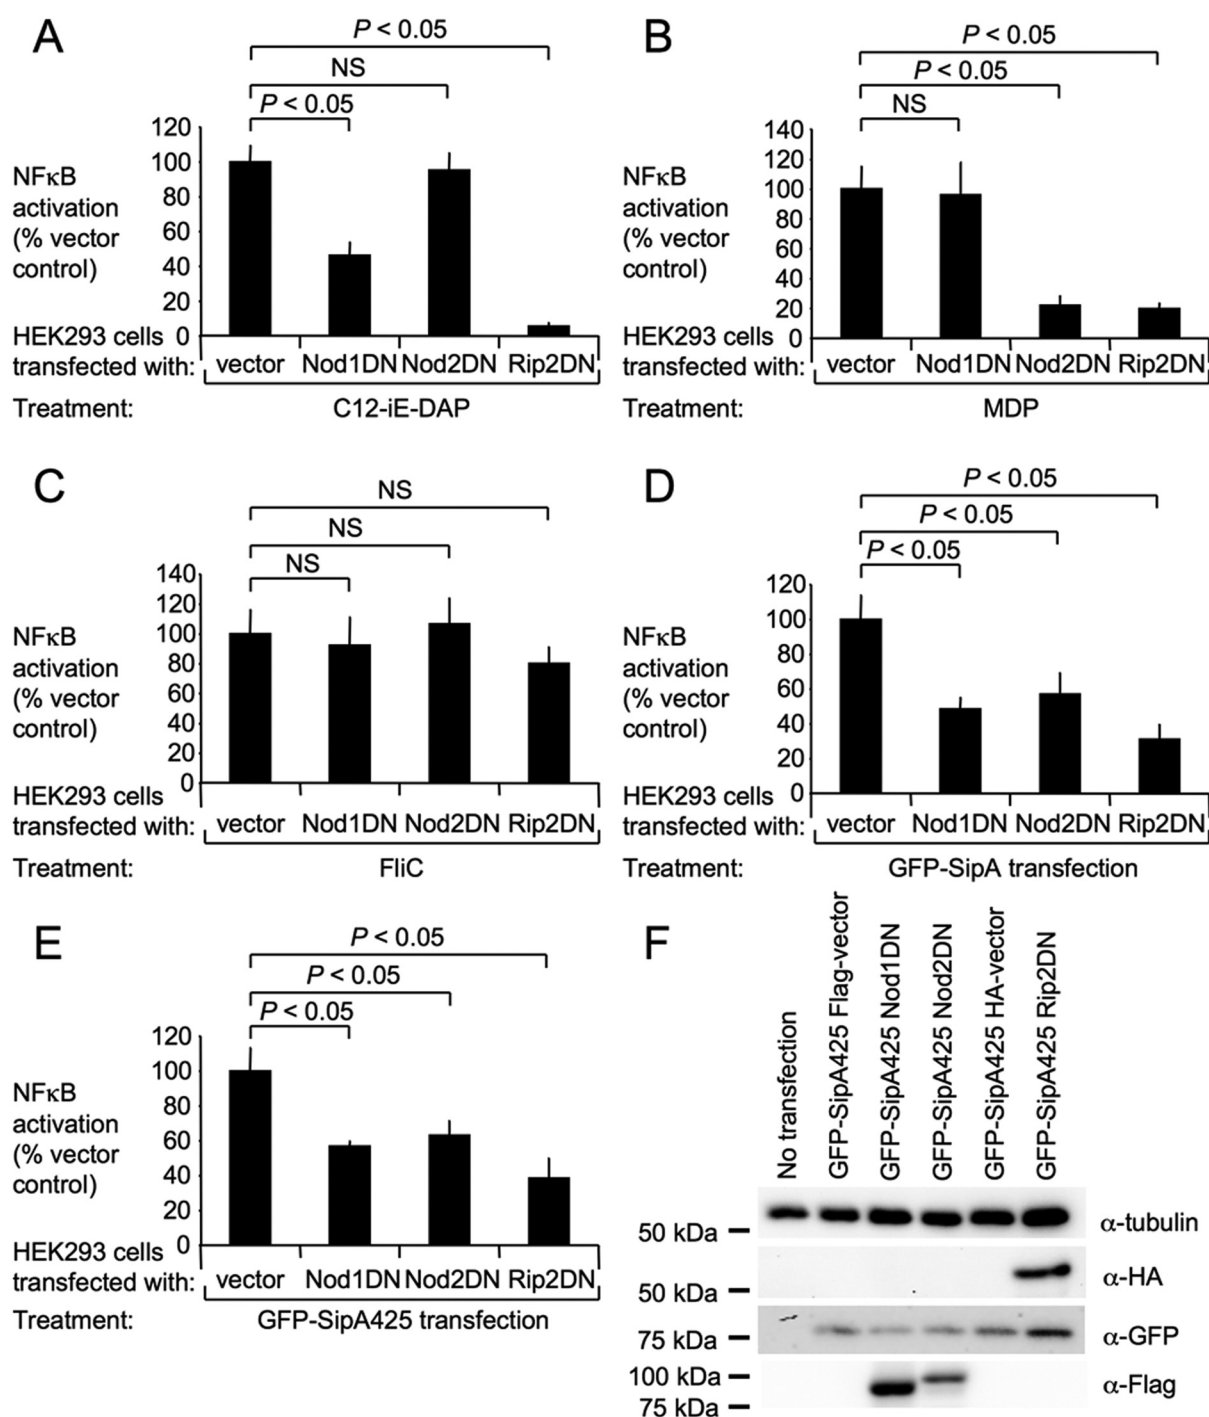 A
P < 0.05
NS
P < 0.05
120
100
80
60
40
20
0
NFκB
activation
(% vector
control)
HEK293 cells
transfected with:
vector
Nod1DN
Nod2DN
Rip2DN
Treatment:
C12-iE-DAP
B
P < 0.05
P < 0.05
NS
140
120
100
80
60
40
20
0
NFκB
activation
(% vector
control)
HEK293 cells
transfected with:
vector
Nod1DN
Nod2DN
Rip2DN
Treatment:
MDP
C
NS
NS
NS
140
120
100
80
60
40
20
0
NFκB
activation
(% vector
control)
HEK293 cells
transfected with:
vector
Nod1DN
Nod2DN
Rip2DN
Treatment:
FliC
D
P < 0.05
P < 0.05
P < 0.05
120
100
80
60
40
20
0
NFκB
activation
(% vector
control)
HEK293 cells
transfected with:
vector
Nod1DN
Nod2DN
Rip2DN
Treatment:
GFP-SipA transfection
E
P < 0.05
P < 0.05
P < 0.05
120
100
80
60
40
20
0
NFκB
activation
(% vector
control)
HEK293 cells
transfected with:
vector
Nod1DN
Nod2DN
Rip2DN
Treatment:
GFP-SipA425 transfection
F
No transfection
GFP-SipA425 Flag-vector
GFP-SipA425 Nod1DN
GFP-SipA425 Nod2DN
GFP-SipA425 HA-vector
GFP-SipA425 Rip2DN
50 kDa
α-tubulin
50 kDa
α-HA
75 kDa
α-GFP
100 kDa
75 kDa
α-Flag